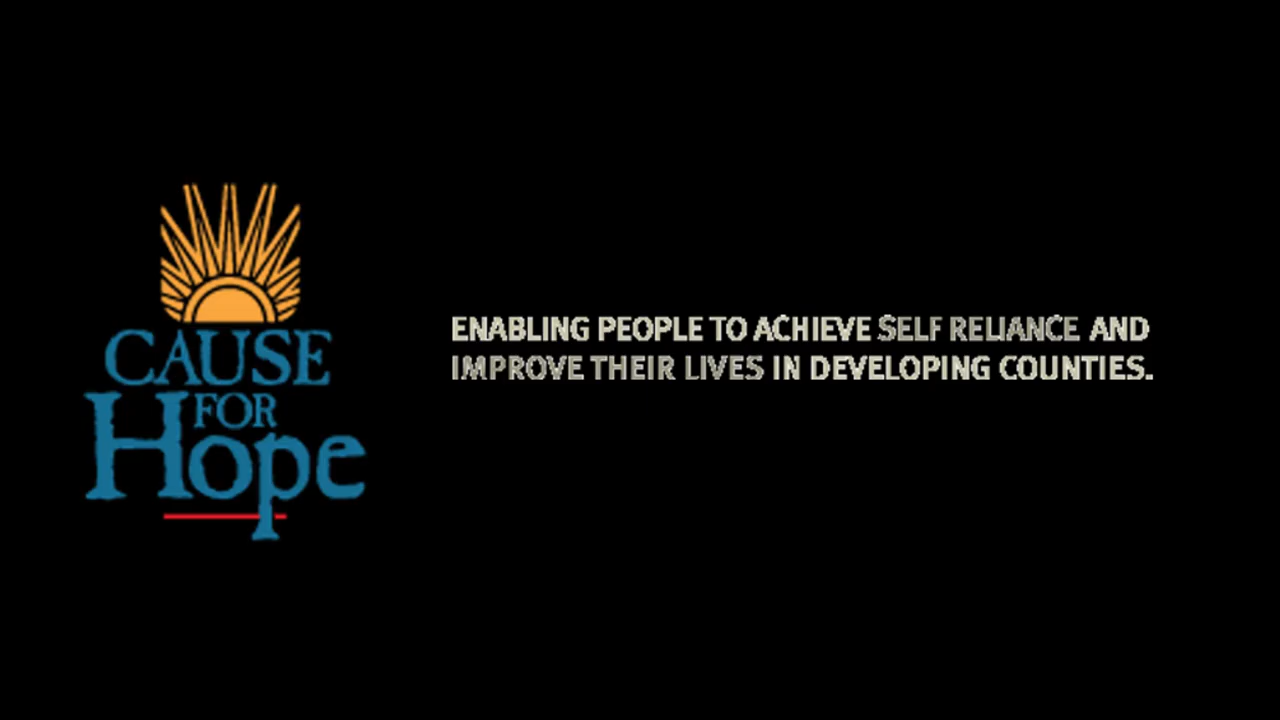 CAUSE
FOR
Hope
ENABLING PEOPLE TO ACHIEVE SELF RELIANCE AND
IMPROVE THEIR LIVES IN DEVELOPING COUNTIES.